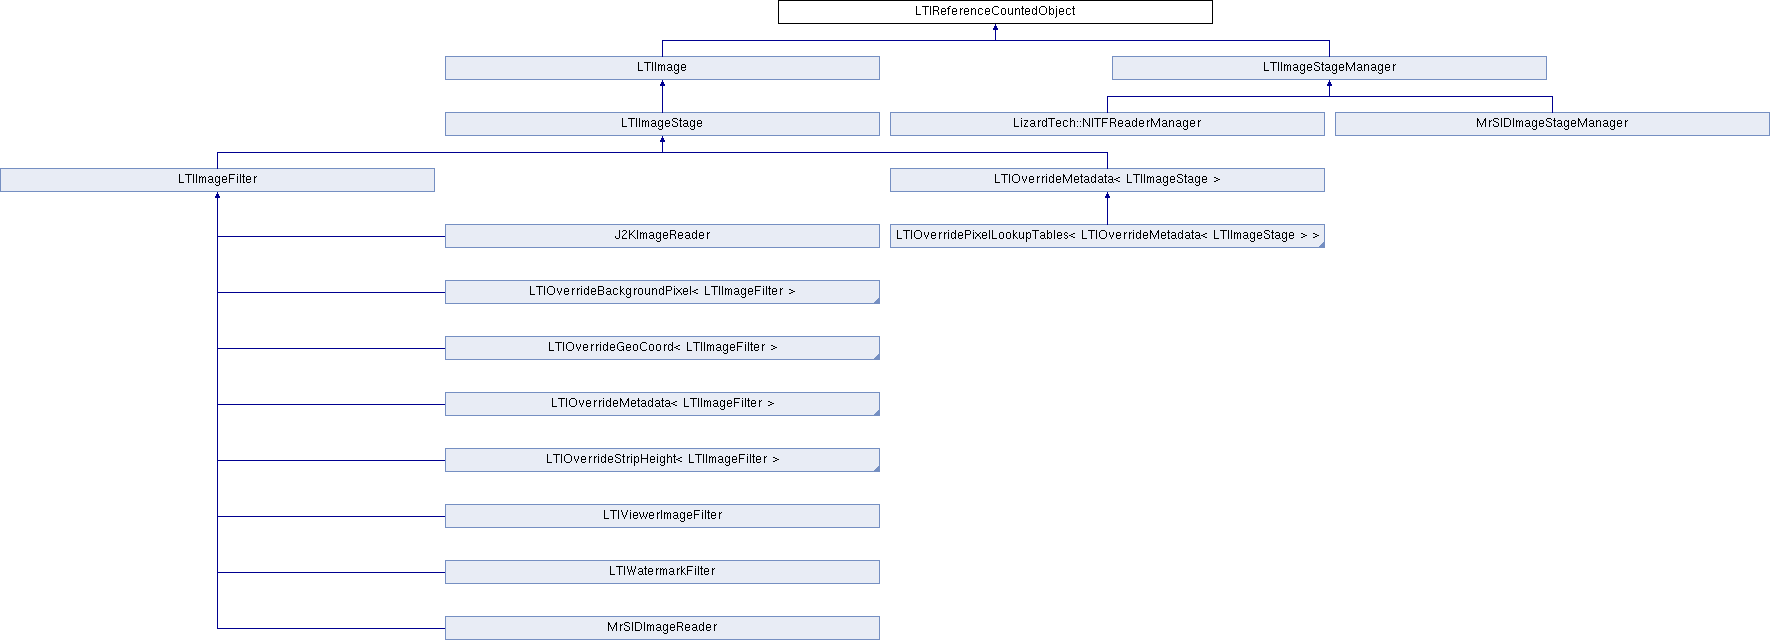 LTIReferenceCountedObject
LTIImage
LTIImageStageManager
LTIImageStage
LizardTech::NITFReaderManager
MrSIDImageStageManager
LTIImageFilter
LTIOverrideMetadata< LTIImageStage >
J2KImageReader
LTIOverridePixelLookupTables< LTIOverrideMetadata< LTIImageStage > >
LTIOverrideBackgroundPixel< LTIImageFilter >
LTIOverrideGeoCoord< LTIImageFilter >
LTIOverrideMetadata< LTIImageFilter >
LTIOverrideStripHeight< LTIImageFilter >
LTIViewerImageFilter
LTIWatermarkFilter
MrSIDImageReader